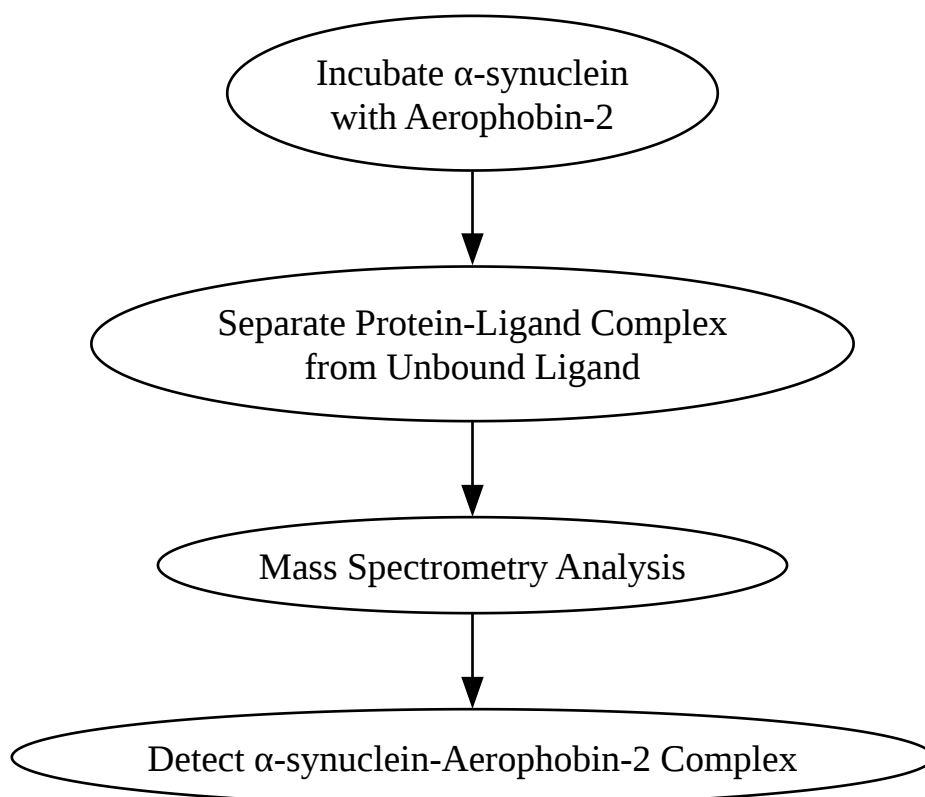 Incubate α-synuclein
with Aerophobin-2
Separate Protein-Ligand Complex
from Unbound Ligand
Mass Spectrometry Analysis
Detect α-synuclein-Aerophobin-2 Complex